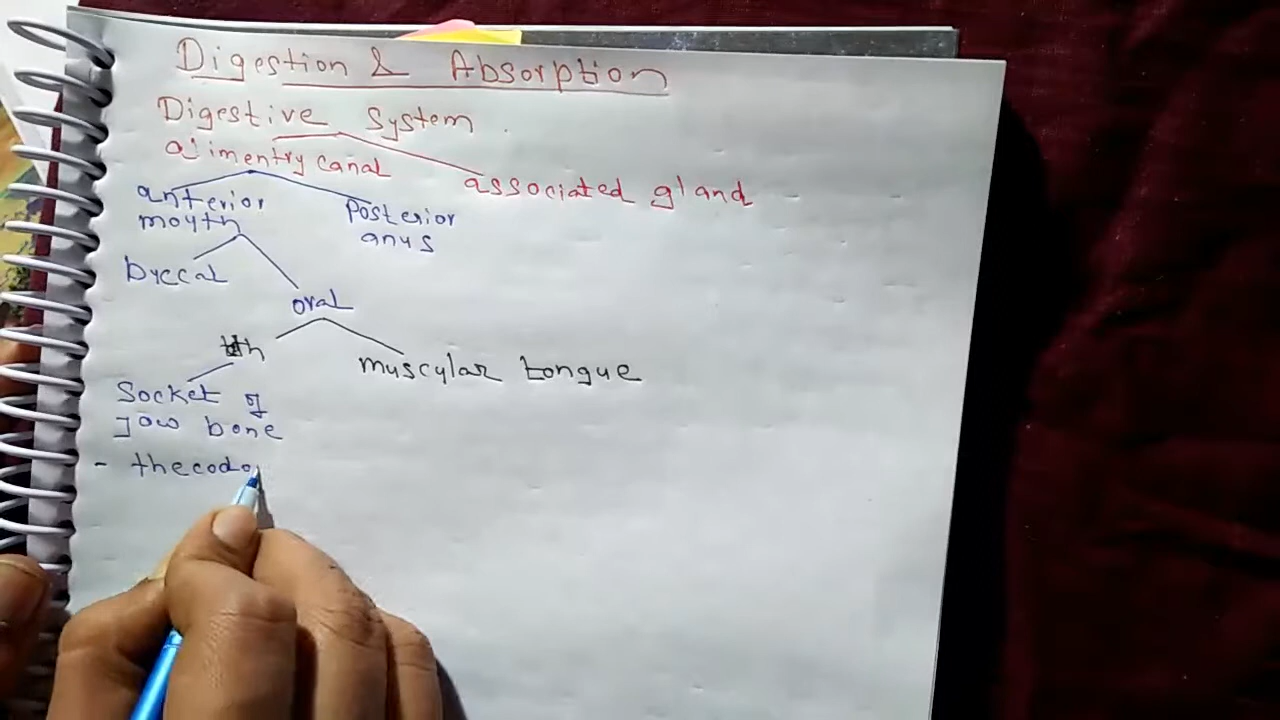 Digestion & Absorption
Digestive system.
alimentry canal
associated gland
anterior
mouth
Posterior
anus
buccal
oral
muscular tongue
Socket of
jaw bone
- thecodo